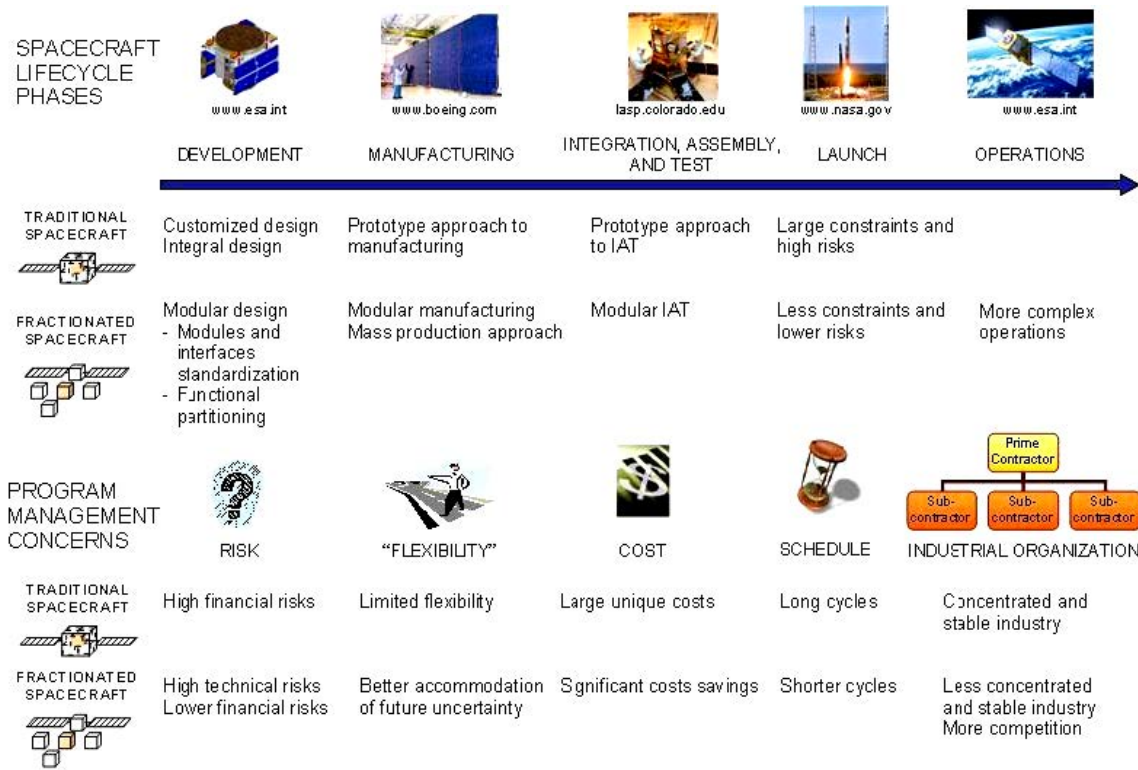 SPACECRAFT
LIFECYCLE
PHASES
www.esa.int
www.boeing.com
lasp.colorado.edu
www.nasa.gov
www.esa.int
DEVELOPMENT
MANUFACTURING
INTEGRATION, ASSEMBLY,
AND TEST
LAUNCH
OPERATIONS
TRADITIONAL
SPACECRAFT
Customized design
Integral design
Prototype approach to
manufacturing
Prototype approach
to IAT
Large constraints and
high risks
FRACTIONATED
SPACECRAFT
Modular design
- Modules and
interfaces
standardization
- Functional
partitioning
Modular manufacturing
Mass production approach
Modular IAT
Less constraints and
lower risks
More complex
operations
PROGRAM
MANAGEMENT
CONCERNS
RISK
"FLEXIBILITY"
COST
SCHEDULE
Prime
Contractor
Sub-
contractor
Sub-
contractor
Sub-
contractor
INDUSTRIAL ORGANIZATION
TRADITIONAL
SPACECRAFT
High financial risks
Limited flexibility
Large unique costs
Long cycles
Concentrated and
stable industry
FRACTIONATED
SPACECRAFT
High technical risks
Lower financial risks
Better accommodation
of future uncertainty
Significant costs savings
Shorter cycles
Less concentrated
and stable industry
More competition